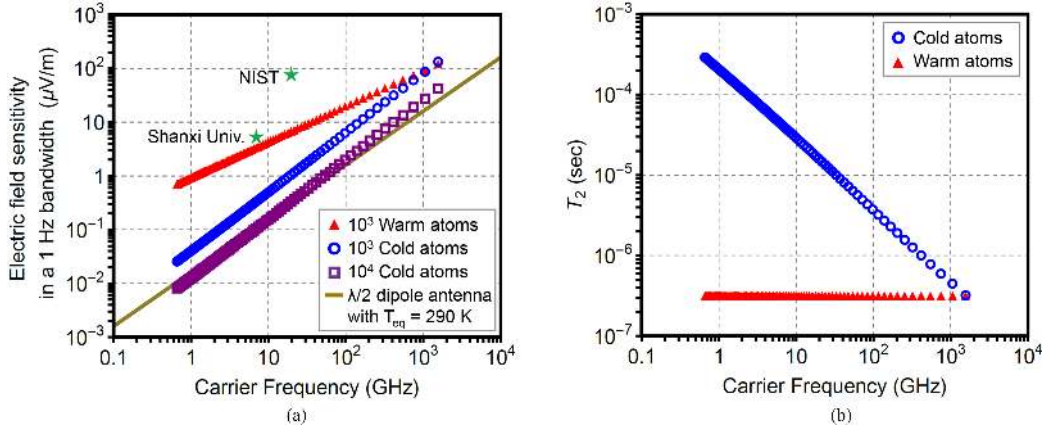 Electric field sensitivity
in a 1 Hz bandwidth (μV/m)
10³
10²
10
1
10⁻¹
10⁻²
10⁻³
NIST
Shanxi Univ.
10³ Warm atoms
10³ Cold atoms
10⁴ Cold atoms
λ/2 dipole antenna
with T_eq = 290 K
0.1 1 10 10² 10³ 10⁴
Carrier Frequency (GHz)
(a)
T₂ (sec)
10⁻³
10⁻⁴
10⁻⁵
10⁻⁶
10⁻⁷
Cold atoms
Warm atoms
0.1 1 10 10² 10³ 10⁴
Carrier Frequency (GHz)
(b)